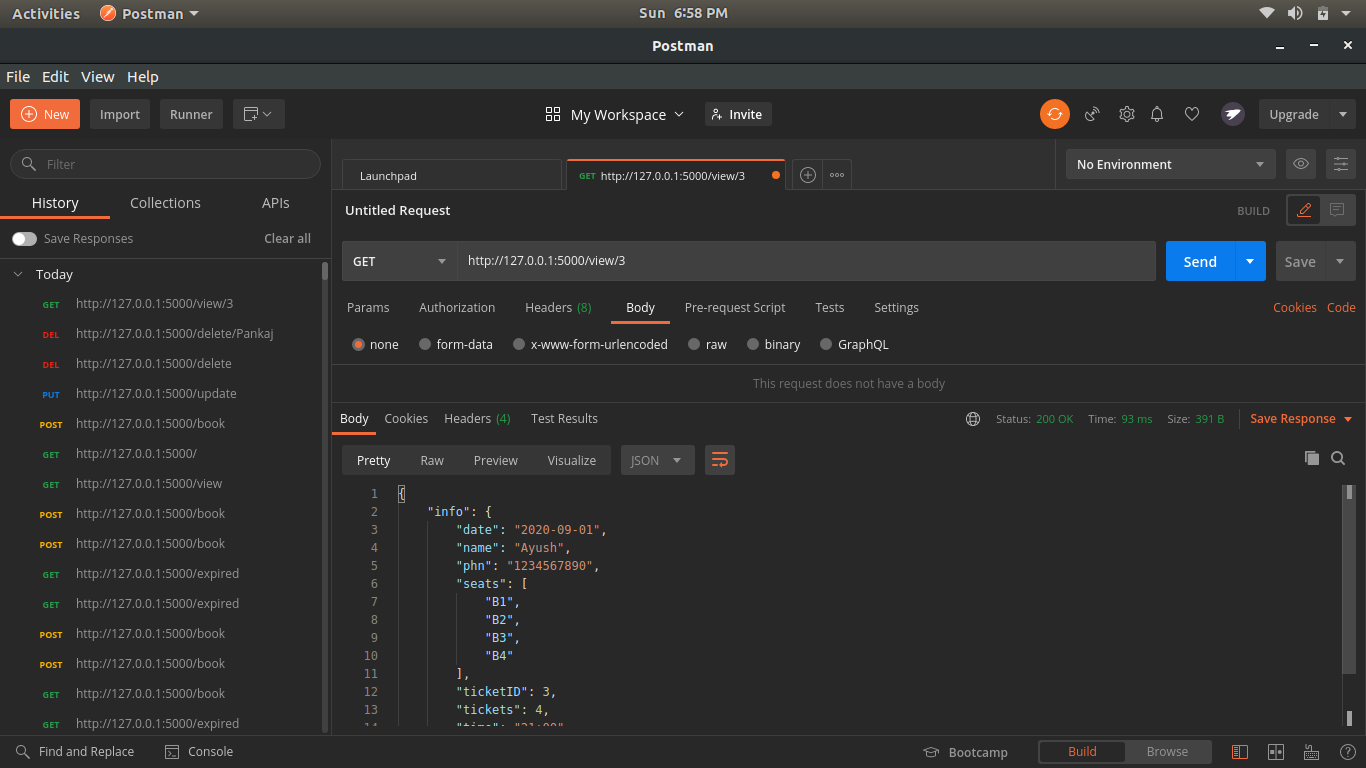 Activities Postman Sun 6:58 PM
Postman
File Edit View Help
New Import Runner My Workspace Invite Upgrade
Filter
Launchpad GET http://127.0.0.1:5000/view/3 No Environment
History Collections APIs
Untitled Request BUILD
Save Responses Clear all
GET http://127.0.0.1:5000/view/3 Send Save
Today
GET http://127.0.0.1:5000/view/3
DEL http://127.0.0.1:5000/delete/Pankaj
DEL http://127.0.0.1:5000/delete
PUT http://127.0.0.1:5000/update
POST http://127.0.0.1:5000/book
GET http://127.0.0.1:5000/
GET http://127.0.0.1:5000/view
POST http://127.0.0.1:5000/book
POST http://127.0.0.1:5000/book
GET http://127.0.0.1:5000/expired
GET http://127.0.0.1:5000/expired
POST http://127.0.0.1:5000/book
POST http://127.0.0.1:5000/book
GET http://127.0.0.1:5000/book
GET http://127.0.0.1:5000/expired
Params Authorization Headers (8) Body Pre-request Script Tests Settings Cookies Code
none form-data x-www-form-urlencoded raw binary GraphQL
This request does not have a body
Body Cookies Headers (4) Test Results Status: 200 OK Time: 93 ms Size: 391 B Save Response
Pretty Raw Preview Visualize JSON
1 {
2 "info": {
3 "date": "2020-09-01",
4 "name": "Ayush",
5 "phn": "1234567890",
6 "seats": [
7 "B1",
8 "B2",
9 "B3",
10 "B4"
11 ],
12 "ticketID": 3,
13 "tickets": 4,
14 "time": "21:00"
Find and Replace Console Bootcamp Build Browse